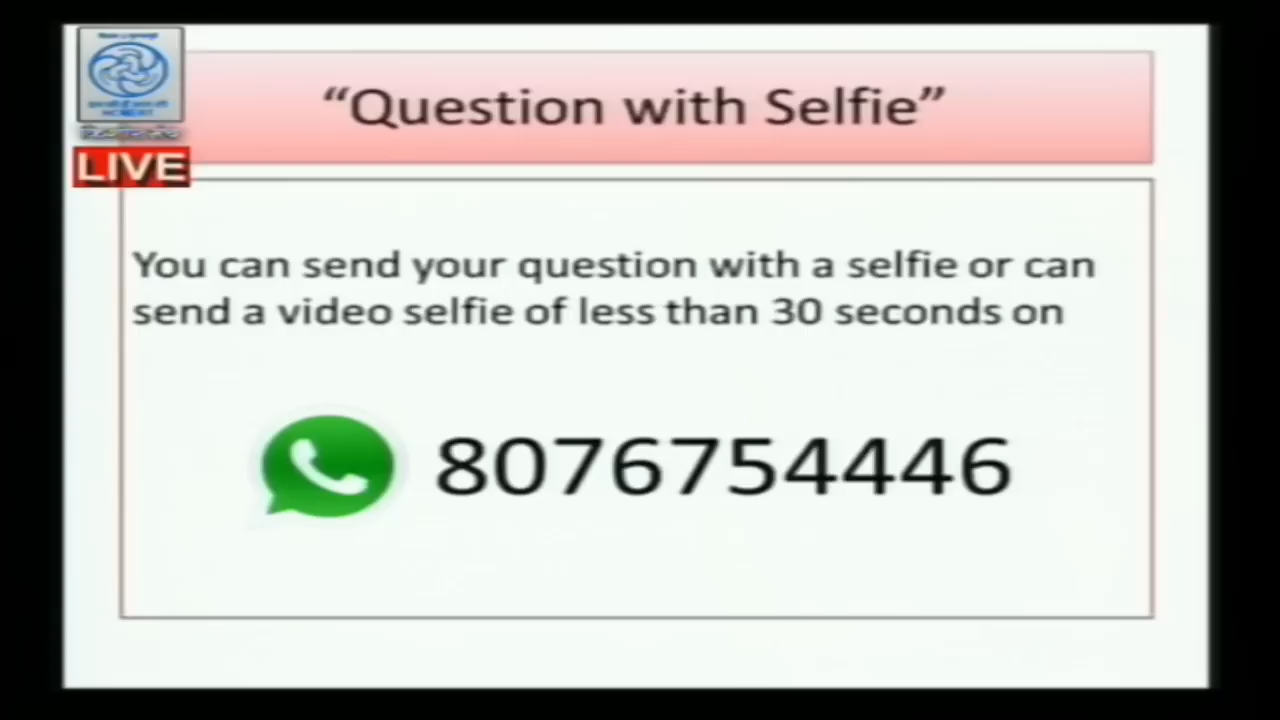 NCERT
LIVE
“Question with Selfie”
You can send your question with a selfie or can
send a video selfie of less than 30 seconds on
8076754446